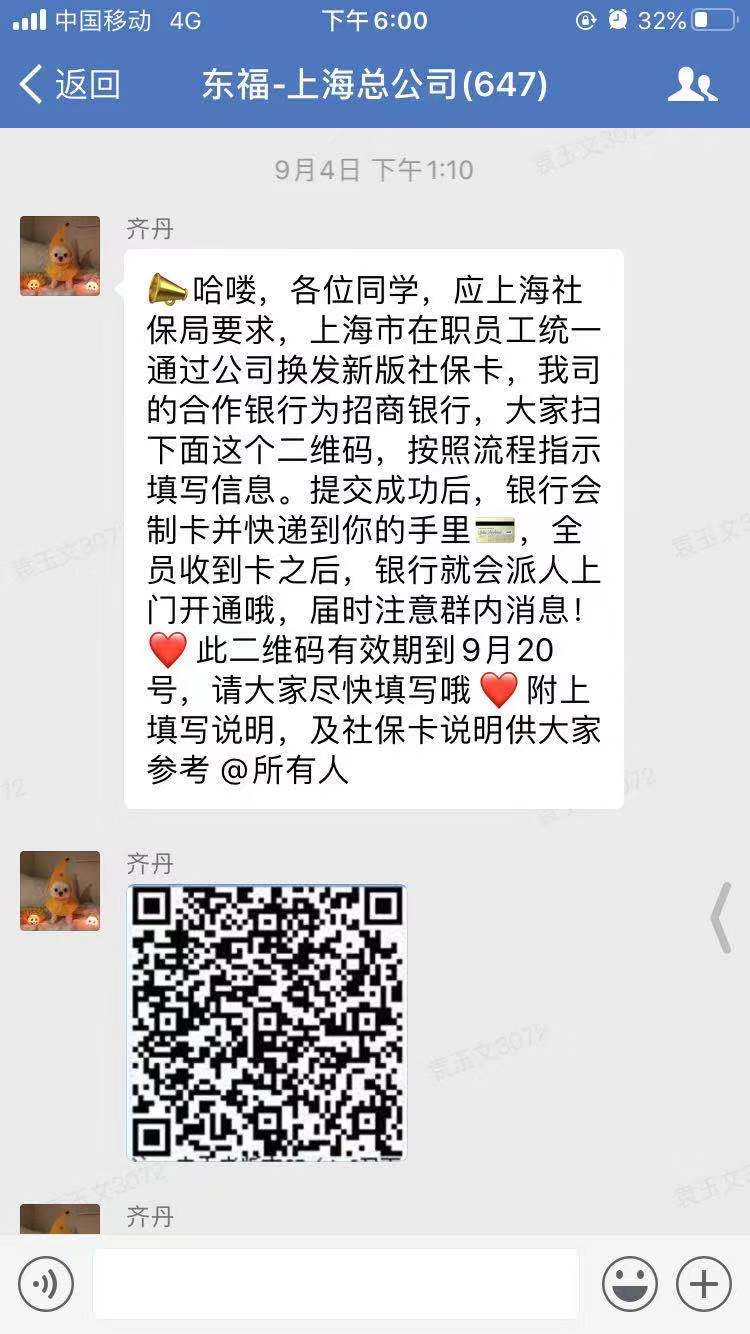 中国移动 4G 下午6:00 32%
返回 东福-上海总公司(647)
袁玉文3072
9月4日 下午1:10
齐丹
哈喽，各位同学，应上海社
保局要求，上海市在职员工统一
通过公司换发新版社保卡，我司
的合作银行为招商银行，大家扫
下面这个二维码，按照流程指示
填写信息。提交成功后，银行会
制卡并快递到你的手里💳，全
员收到卡之后，银行就会派人上
门开通哦，届时注意群内消息！
❤️此二维码有效期到9月20
号，请大家尽快填写哦❤️附上
填写说明，及社保卡说明供大家
参考 @所有人
齐丹
袁玉文3072
齐丹